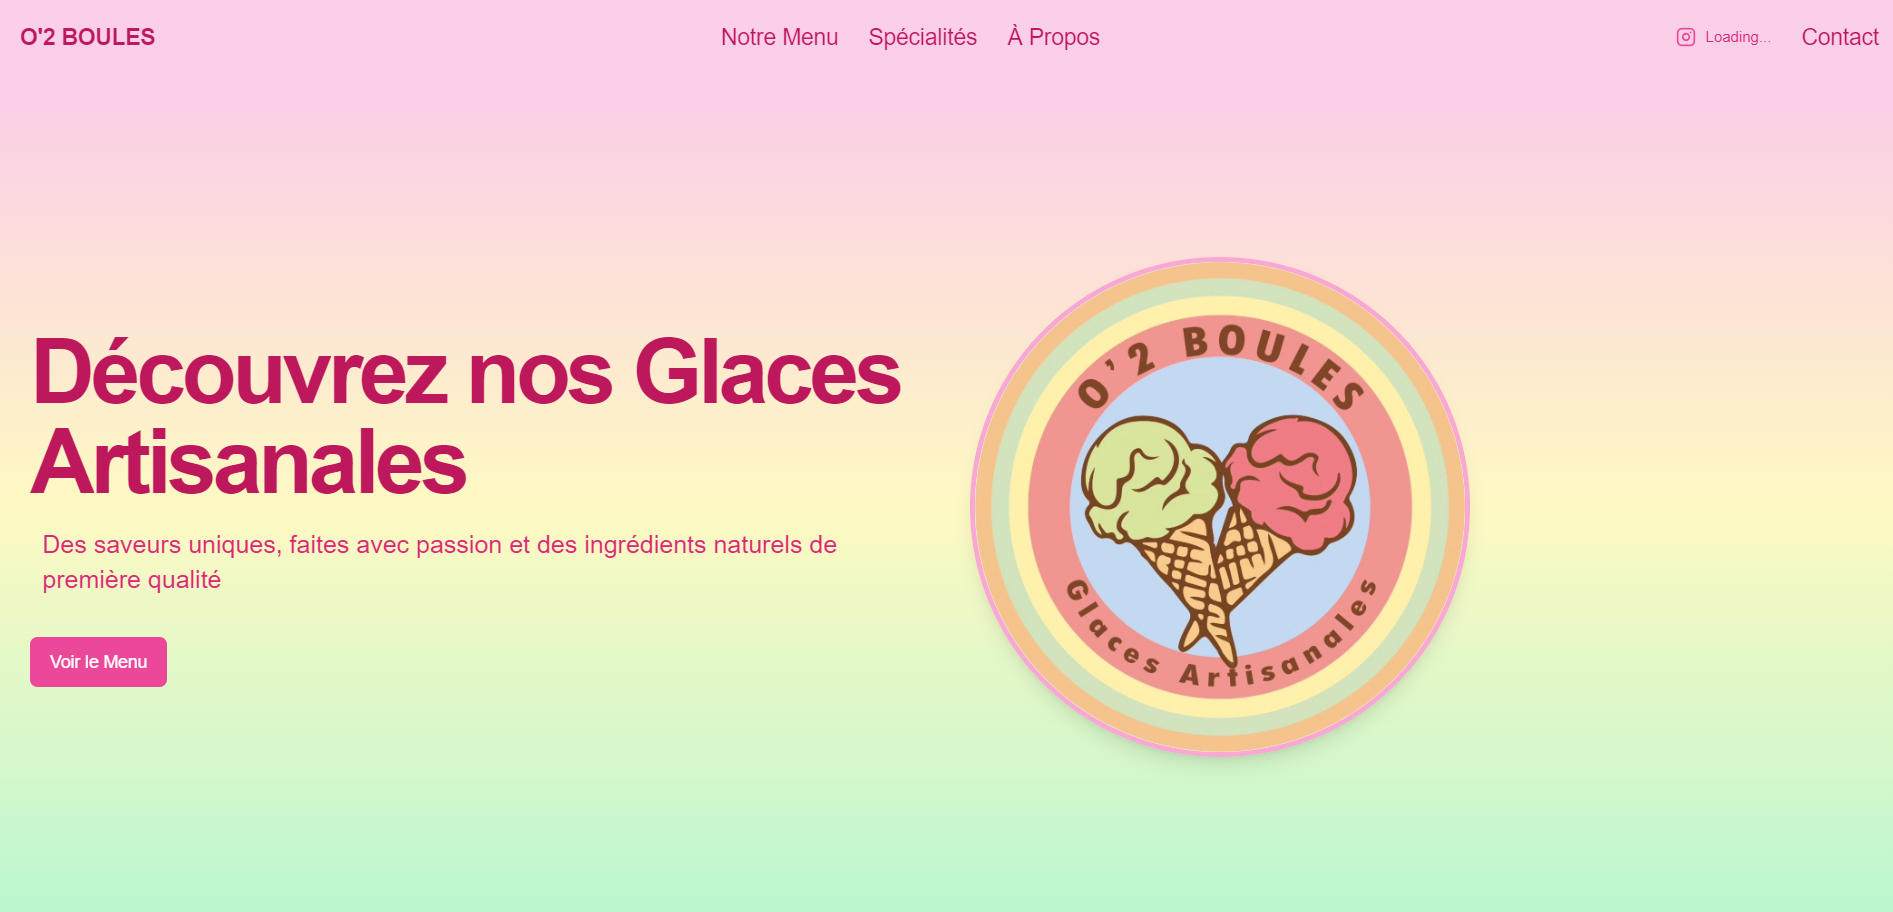 O'2 BOULES
Notre Menu
Spécialités
À Propos
Loading...
Contact
Découvrez nos Glaces
Artisanales
Des saveurs uniques, faites avec passion et des ingrédients naturels de
première qualité
Voir le Menu
O'2 BOULES
Glaces Artisanales